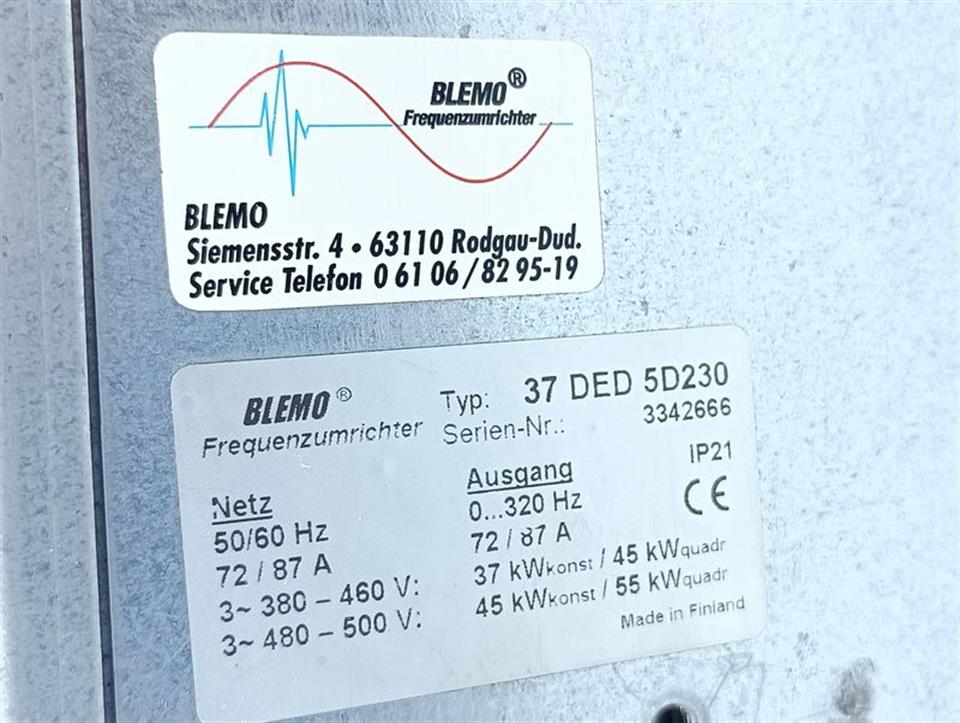 BLEMO®
Frequenzumrichter
BLEMO
Siemensstr. 4 • 63110 Rodgau-Dud.
Service Telefon 0 61 06/82 95-19
BLEMO® Typ: 37 DED 5D230
Frequenzumrichter Serien-Nr.: 3342666
IP21
Netz Ausgang
50/60 Hz 0...320 Hz CE
72 / 87 A 72 / 87 A
3~ 380 – 460 V: 37 kWkonst / 45 kWquadr
3~ 480 – 500 V: 45 kWkonst / 55 kWquadr
Made in Finland